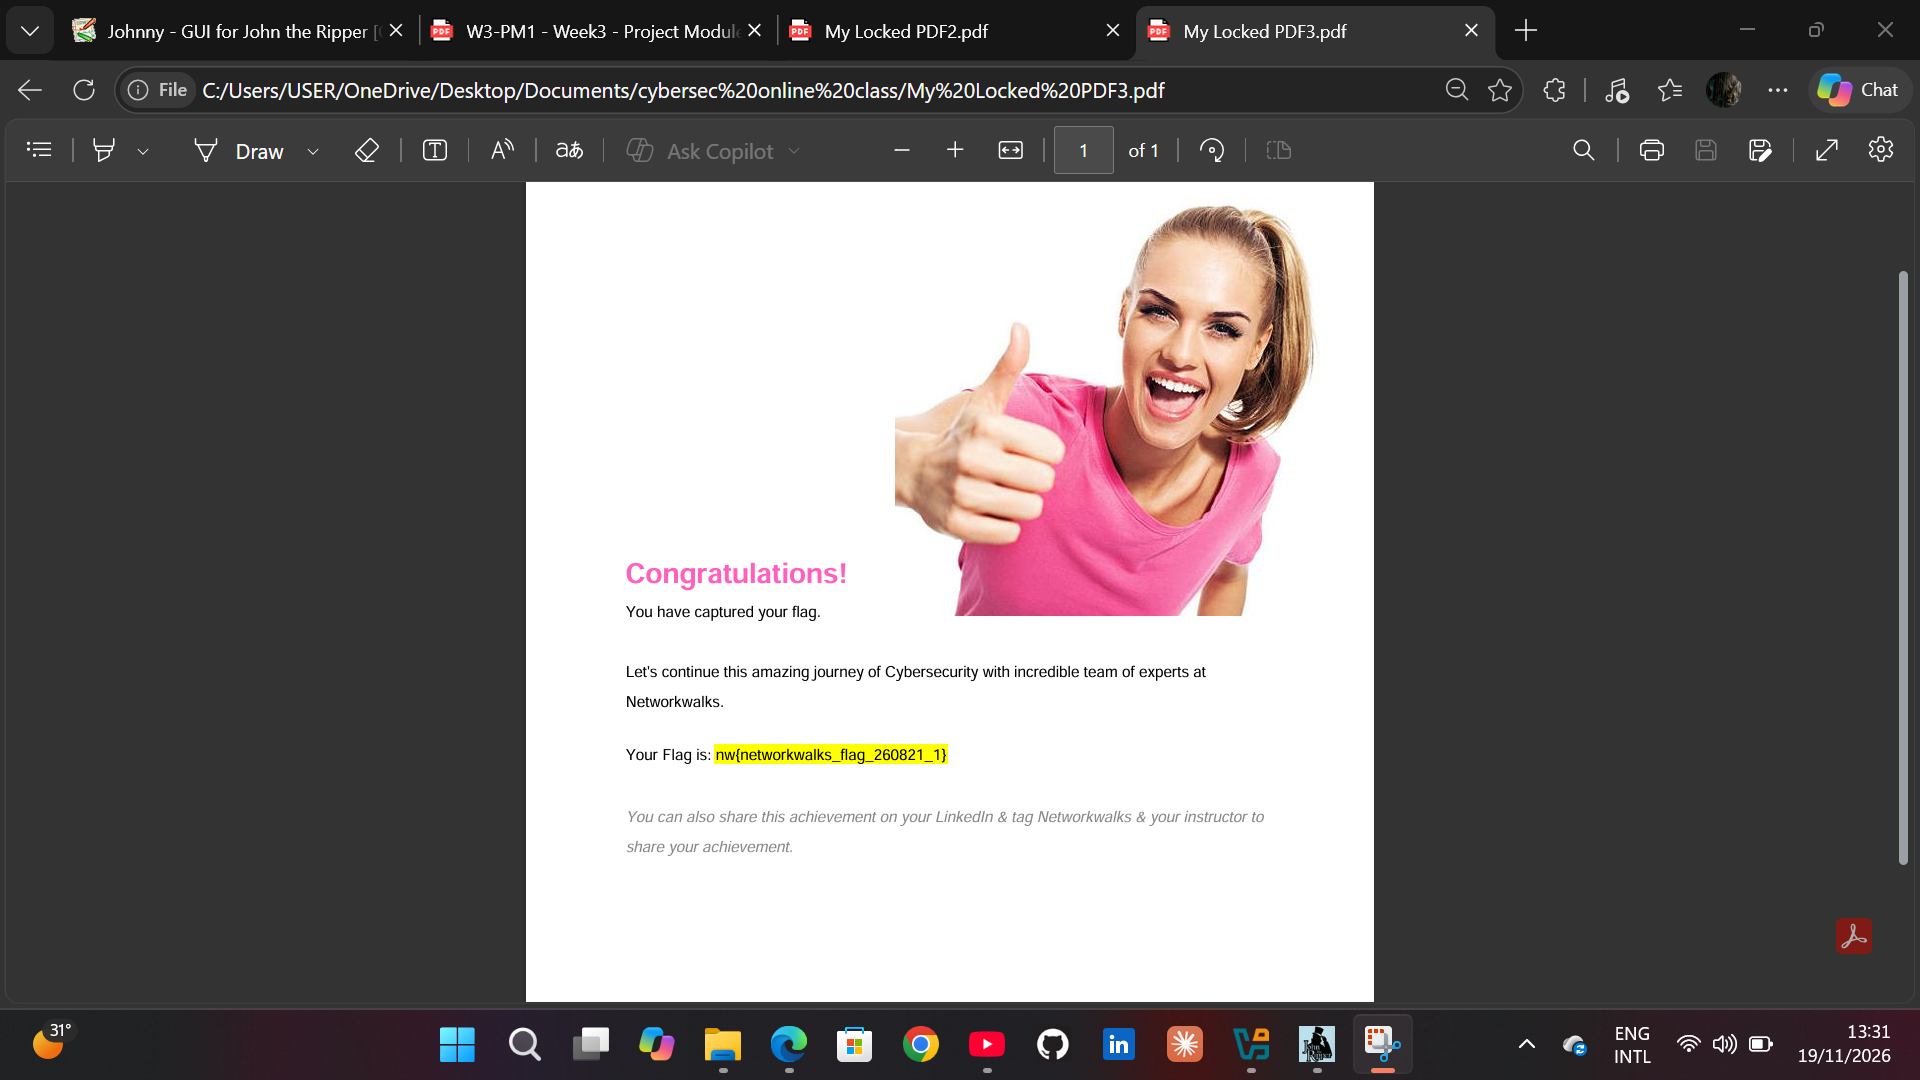 Johnny - GUI for John the Ripper [
W3-PM1 - Week3 - Project Module
My Locked PDF2.pdf
My Locked PDF3.pdf
File
C:/Users/USER/OneDrive/Desktop/Documents/cybersec%20online%20class/My%20Locked%20PDF3.pdf
Chat
Draw
T
A
aあ
Ask Copilot
1
of 1
Congratulations!
You have captured your flag.
Let's continue this amazing journey of Cybersecurity with incredible team of experts at
Networkwalks.
Your Flag is: nw{networkwalks_flag_260821_1}
You can also share this achievement on your LinkedIn & tag Networkwalks & your instructor to
share your achievement.
31°
ENG
INTL
13:31
19/11/2026